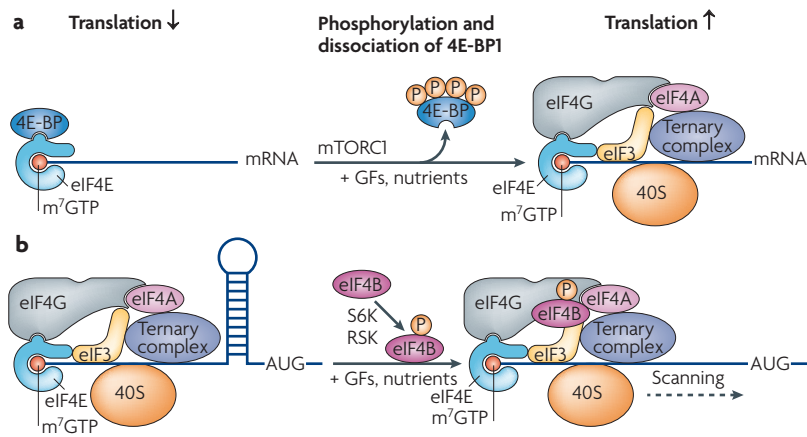 a
Translation ↓
Phosphorylation and
dissociation of 4E-BP1
Translation ↑
4E-BP
eIF4E
m⁷GTP
mRNA
mTORC1
+ GFs, nutrients
P P P P
4E-BP
eIF4G
eIF4A
Ternary
complex
eIF3
mRNA
eIF4E
m⁷GTP
40S
b
eIF4G
eIF4A
Ternary
complex
eIF3
AUG
40S
eIF4E
m⁷GTP
eIF4B
S6K
RSK
P
eIF4B
+ GFs, nutrients
eIF4G
P
eIF4B
eIF4A
Ternary
complex
eIF3
AUG
40S
Scanning
eIF4E
m⁷GTP